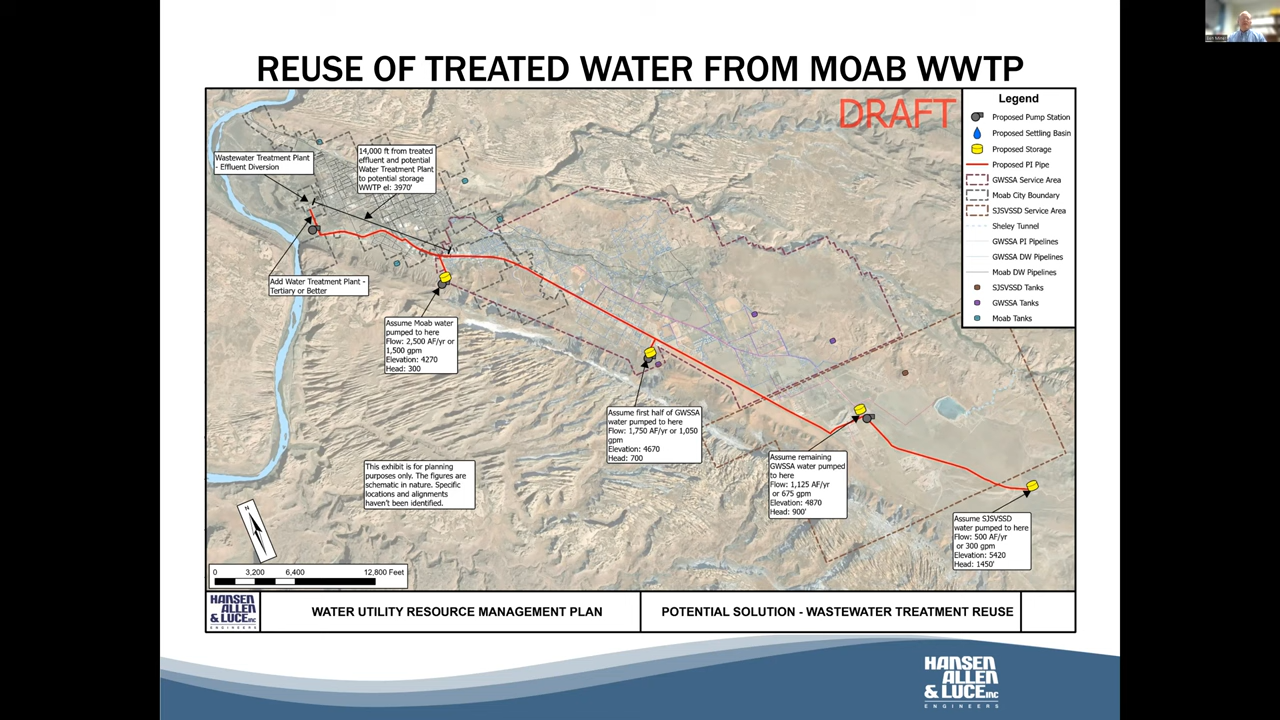 REUSE OF TREATED WATER FROM MOAB WWTP
DRAFT
Legend
Proposed Pump Station
Proposed Settling Basin
Proposed Storage
Proposed PI Pipe
GWSSA Service Area
Moab City Boundary
SJSVSSD Service Area
Sheley Tunnel
GWSSA PI Pipelines
GWSSA DW Pipelines
Moab DW Pipelines
SJSVSSD Tanks
GWSSA Tanks
Moab Tanks
Wastewater Treatment Plant
- Effluent Diversion
14,000 ft from treated
effluent and potential
Water Treatment Plant
to potential storage
WWTP el: 3970'
Add Water Treatment Plant -
Tertiary or Better
Assume Moab water
pumped to here
Flow: 2,500 AF/yr or
1,500 gpm
Elevation: 4270
Head: 300
Assume first half of GWSSA
water pumped to here
Flow: 1,750 AF/yr or 1,050
gpm
Elevation: 4670
Head: 700
Assume remaining
GWSSA water pumped
to here
Flow: 1,125 AF/yr
or 675 gpm
Elevation: 4870
Head: 900'
Assume SJSVSSD
water pumped to here
Flow: 500 AF/yr
or 300 gpm
Elevation: 5420
Head: 1450'
This exhibit is for planning
purposes only. The figures are
schematic in nature. Specific
locations and alignments
haven't been identified.
N
0 3,200 6,400 12,800 Feet
HANSEN
ALLEN
& LUCE INC
ENGINEERS
WATER UTILITY RESOURCE MANAGEMENT PLAN
POTENTIAL SOLUTION - WASTEWATER TREATMENT REUSE
HANSEN
ALLEN
& LUCE INC
ENGINEERS